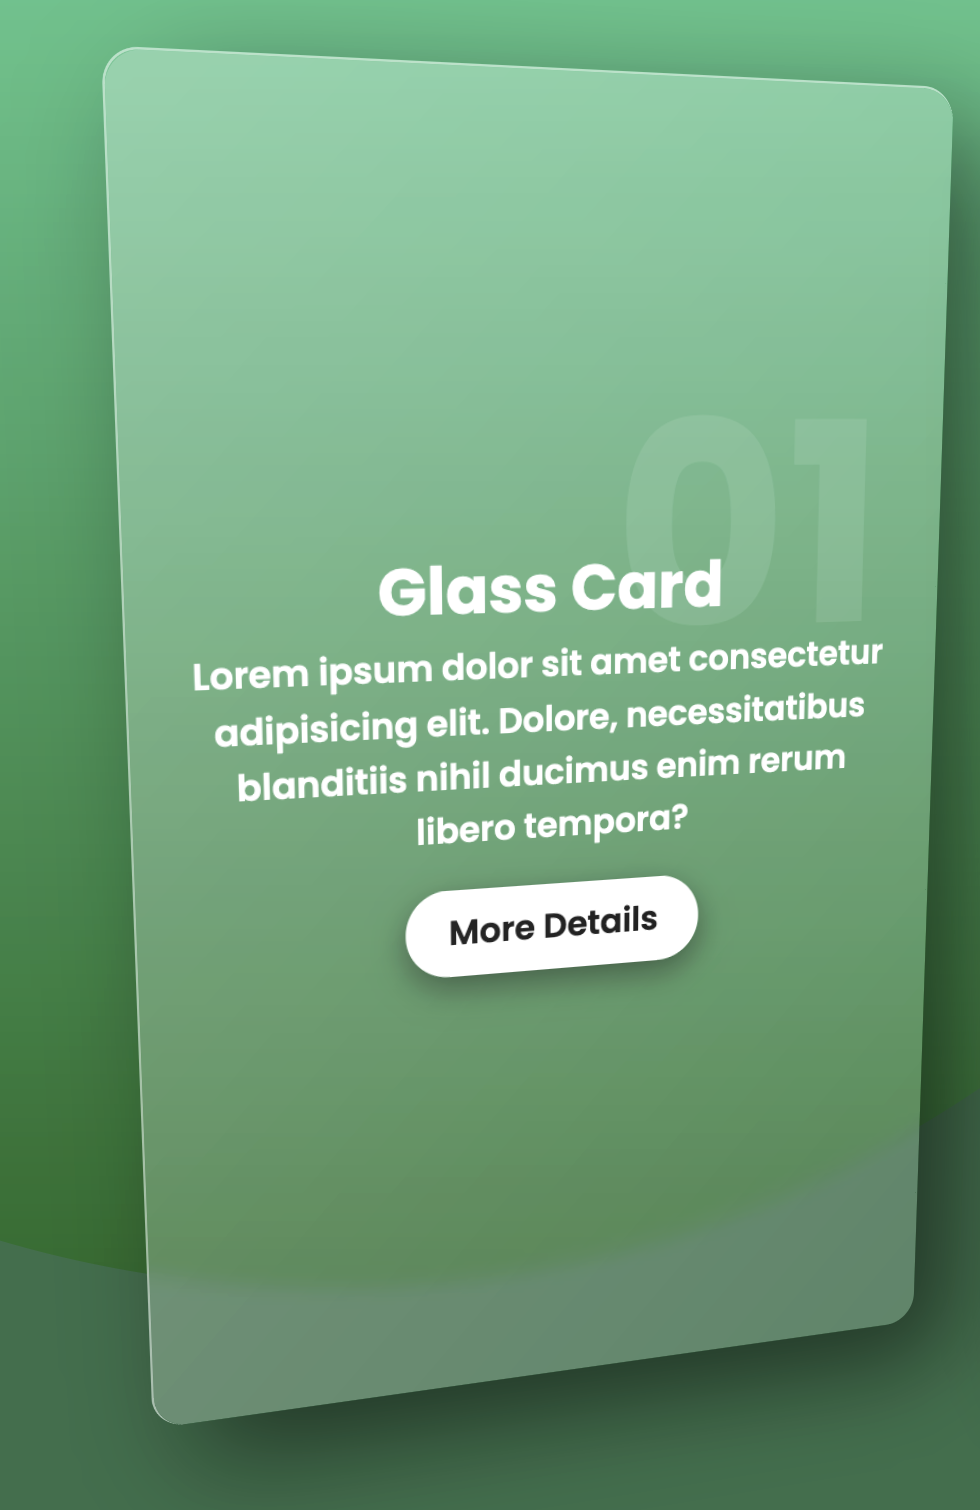 01
Glass Card
Lorem ipsum dolor sit amet consectetur
adipisicing elit. Dolore, necessitatibus
blanditiis nihil ducimus enim rerum
libero tempora?
More Details